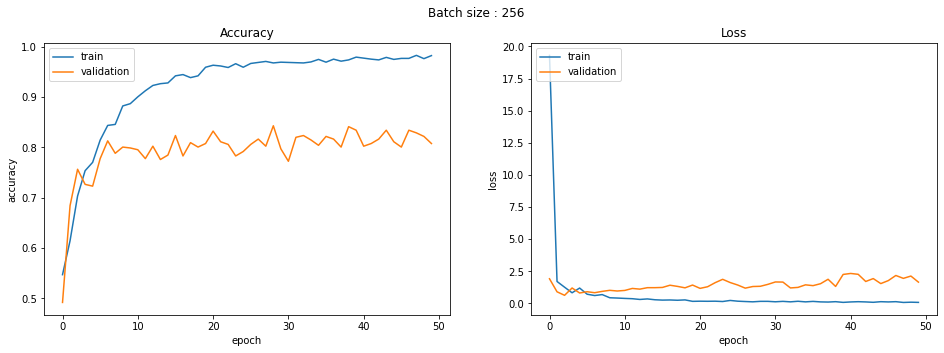 Batch size : 256
Accuracy
train
validation
1.0
0.9
0.8
0.7
0.6
0.5
accuracy
0
10
20
30
40
50
epoch
Loss
train
validation
20.0
17.5
15.0
12.5
10.0
7.5
5.0
2.5
0.0
loss
0
10
20
30
40
50
epoch